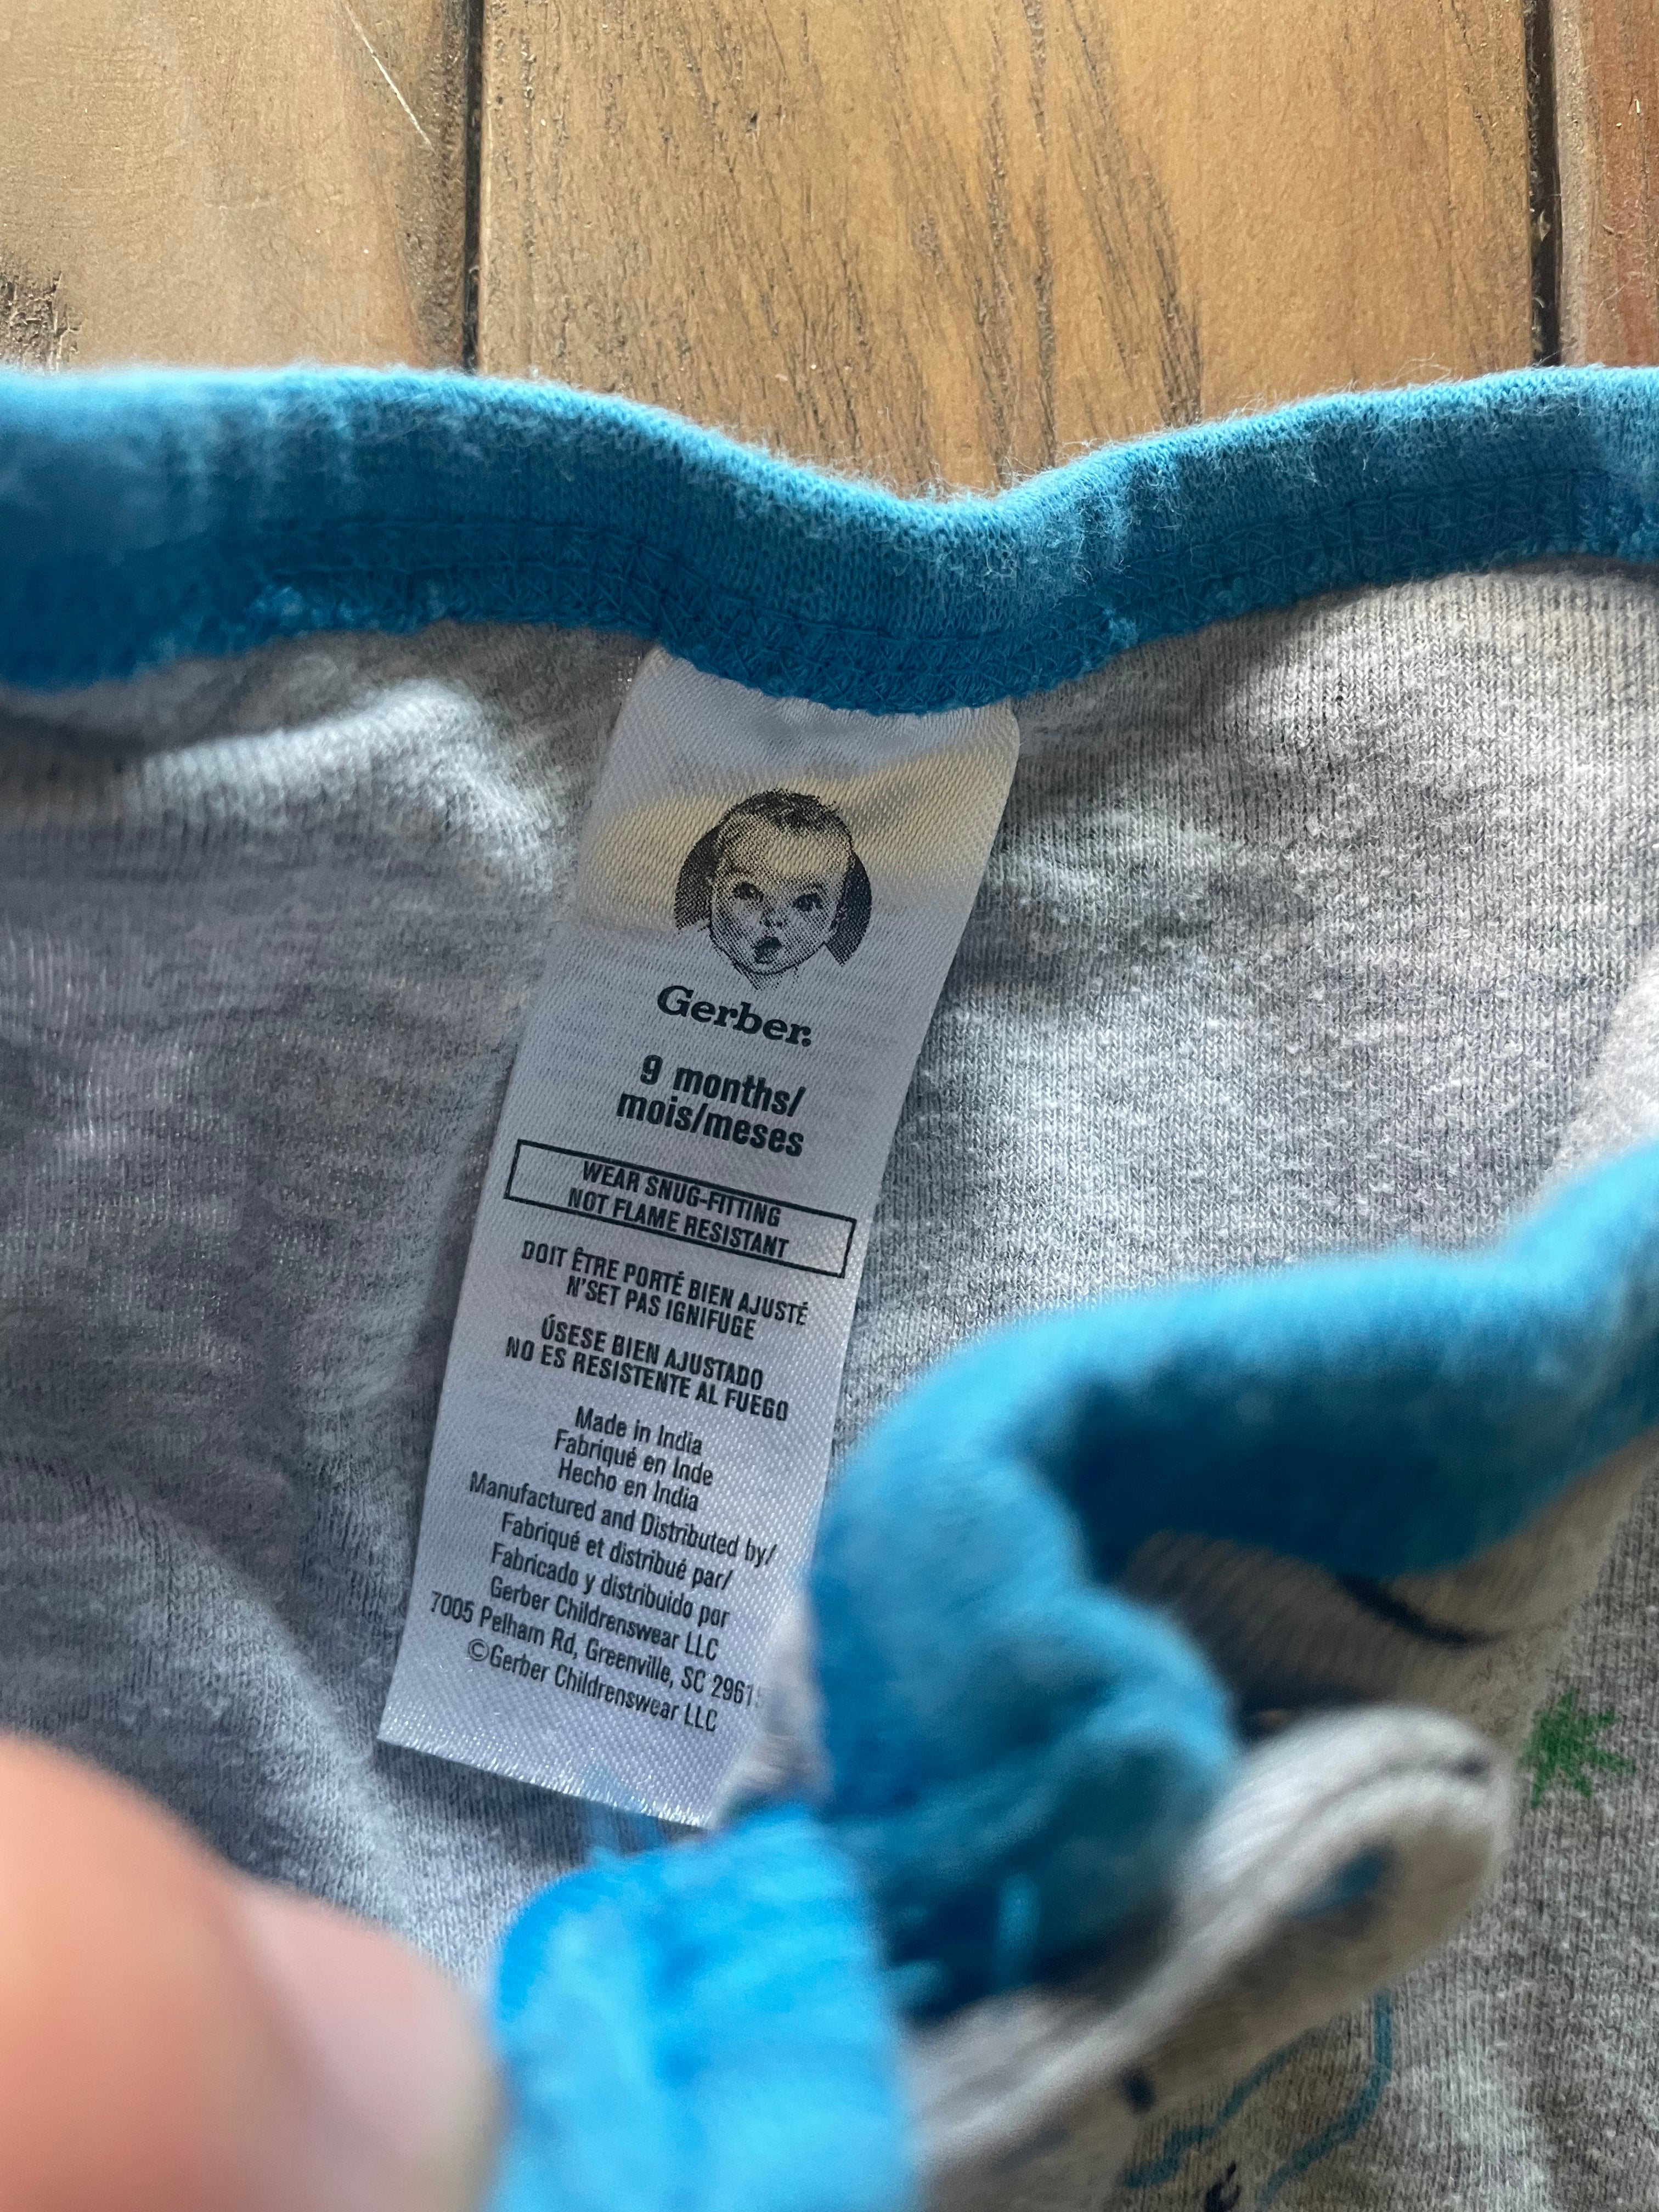 Gerber.
9 months/
mois/meses
WEAR SNUG-FITTING
NOT FLAME RESISTANT
DOIT ÊTRE PORTÉ BIEN AJUSTÉ
N'SET PAS IGNIFUGE
ÚSESE BIEN AJUSTADO
NO ES RESISTENTE AL FUEGO
Made in India
Fabriqué en Inde
Hecho en India
Manufactured and Distributed by/
Fabriqué et distribué par/
Fabricado y distribuido por
Gerber Childrenswear LLC
7005 Pelham Rd, Greenville, SC
©Gerber Childrenswear LLC